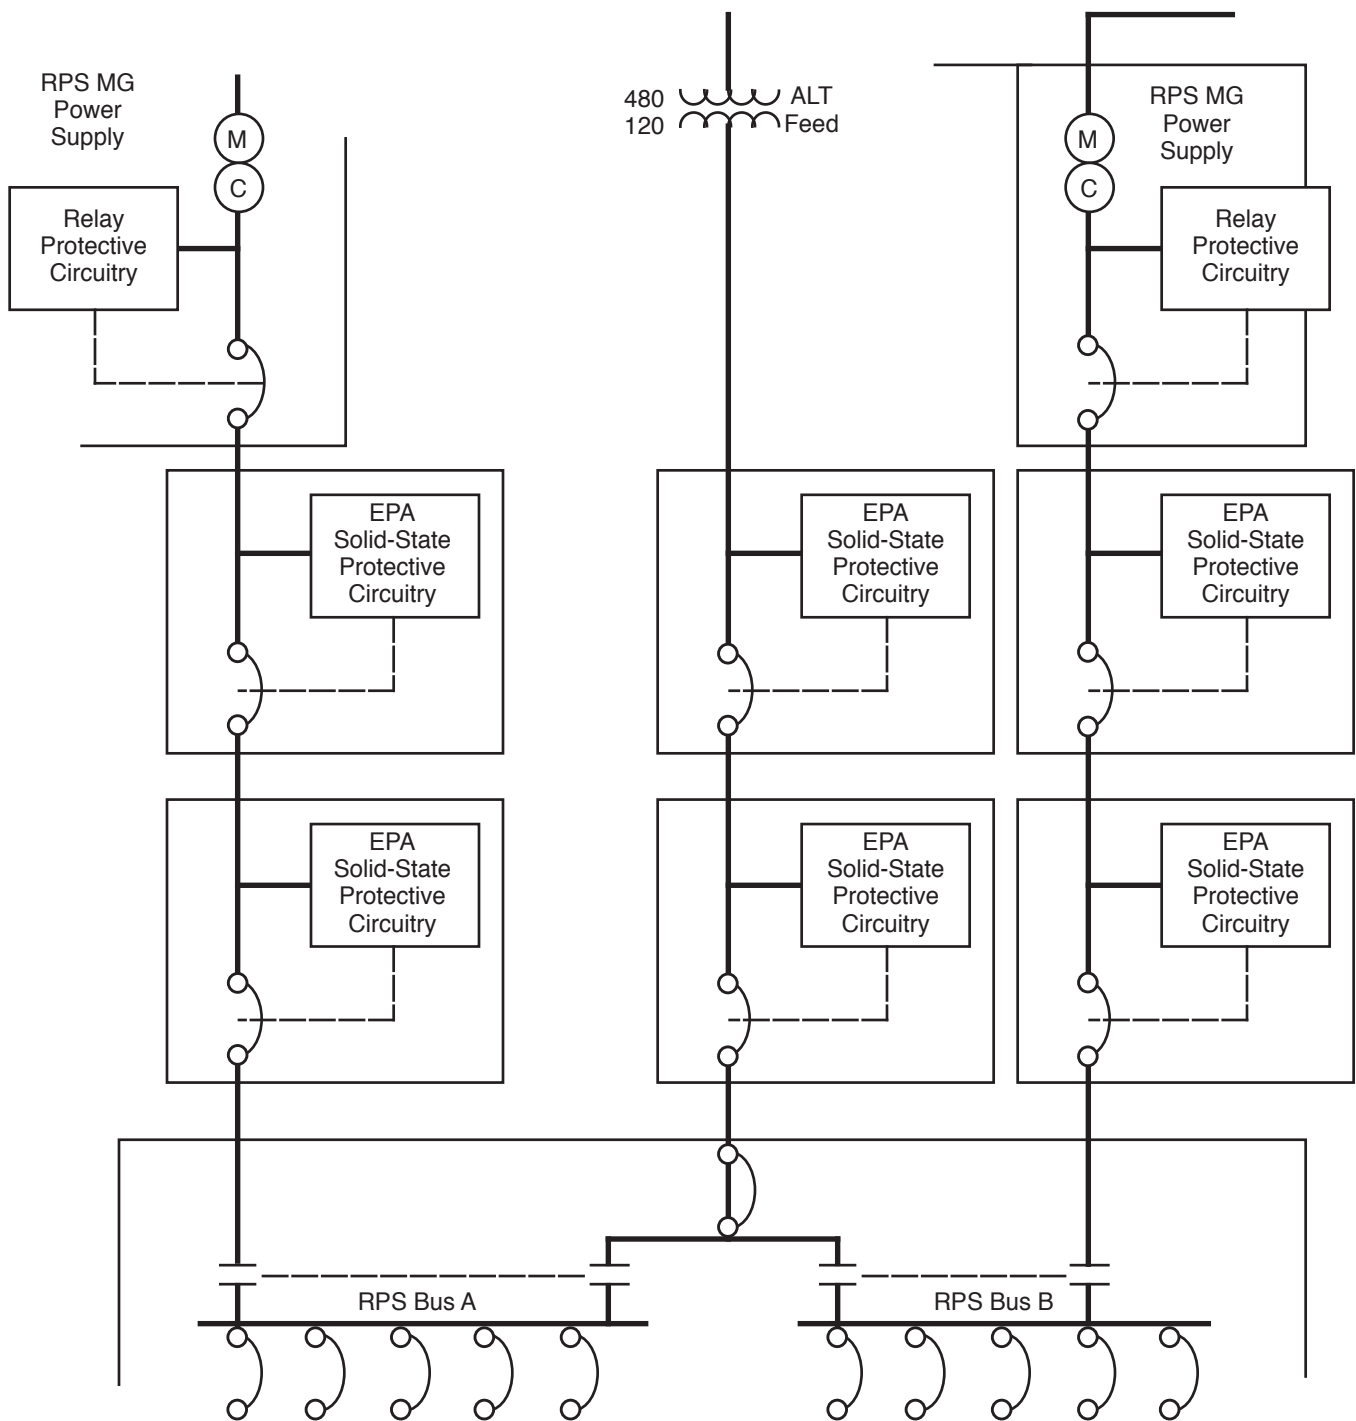 RPS MG
Power
Supply
M
C
Relay
Protective
Circuitry
480
120
ALT
Feed
RPS MG
Power
Supply
M
C
Relay
Protective
Circuitry
EPA
Solid-State
Protective
Circuitry
EPA
Solid-State
Protective
Circuitry
EPA
Solid-State
Protective
Circuitry
EPA
Solid-State
Protective
Circuitry
EPA
Solid-State
Protective
Circuitry
EPA
Solid-State
Protective
Circuitry
RPS Bus A
RPS Bus B